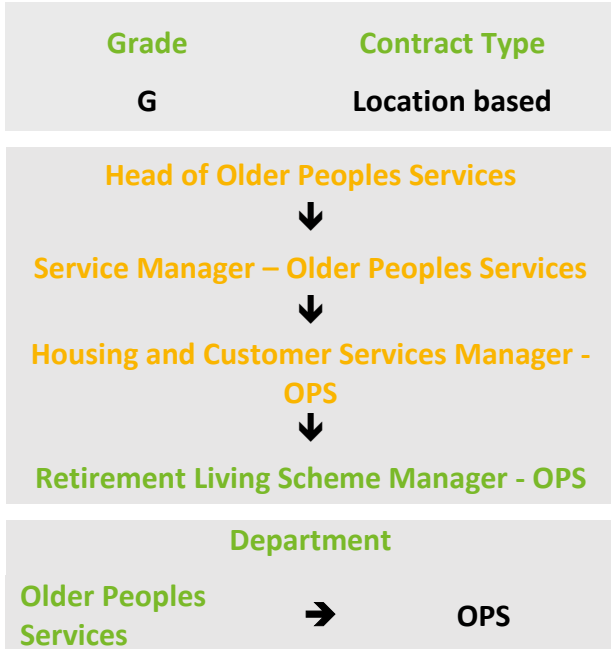 Grade Contract Type
G Location based
Head of Older Peoples Services
↓
Service Manager – Older Peoples Services
↓
Housing and Customer Services Manager -
OPS
↓
Retirement Living Scheme Manager - OPS
Department
Older Peoples
Services → OPS